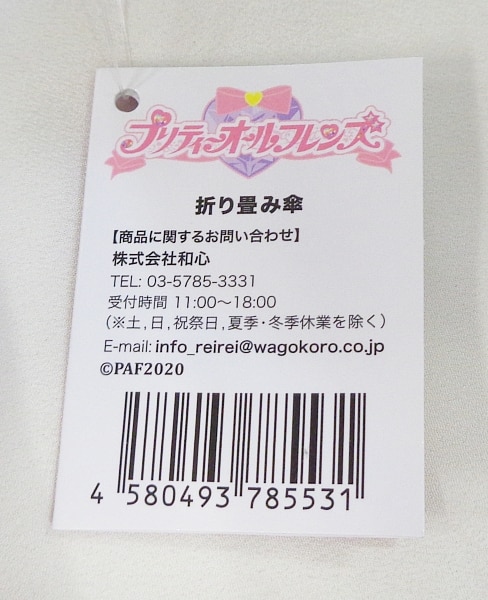 プリティーオールフレンズ
折り畳み傘
【商品に関するお問い合わせ】
株式会社和心
TEL: 03-5785-3331
受付時間 11:00～18:00
(※土,日,祝祭日,夏季・冬季休業を除く)
E-mail: info_reirei@wagokoro.co.jp
©PAF2020
4 580493 785531